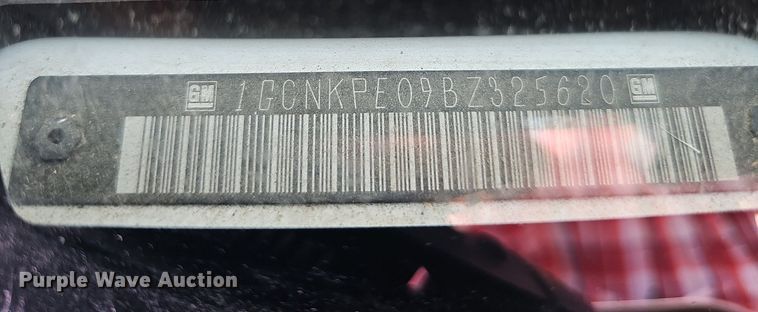 GM 1GCNKPE09BZ325620 GM
Purple Wave Auction